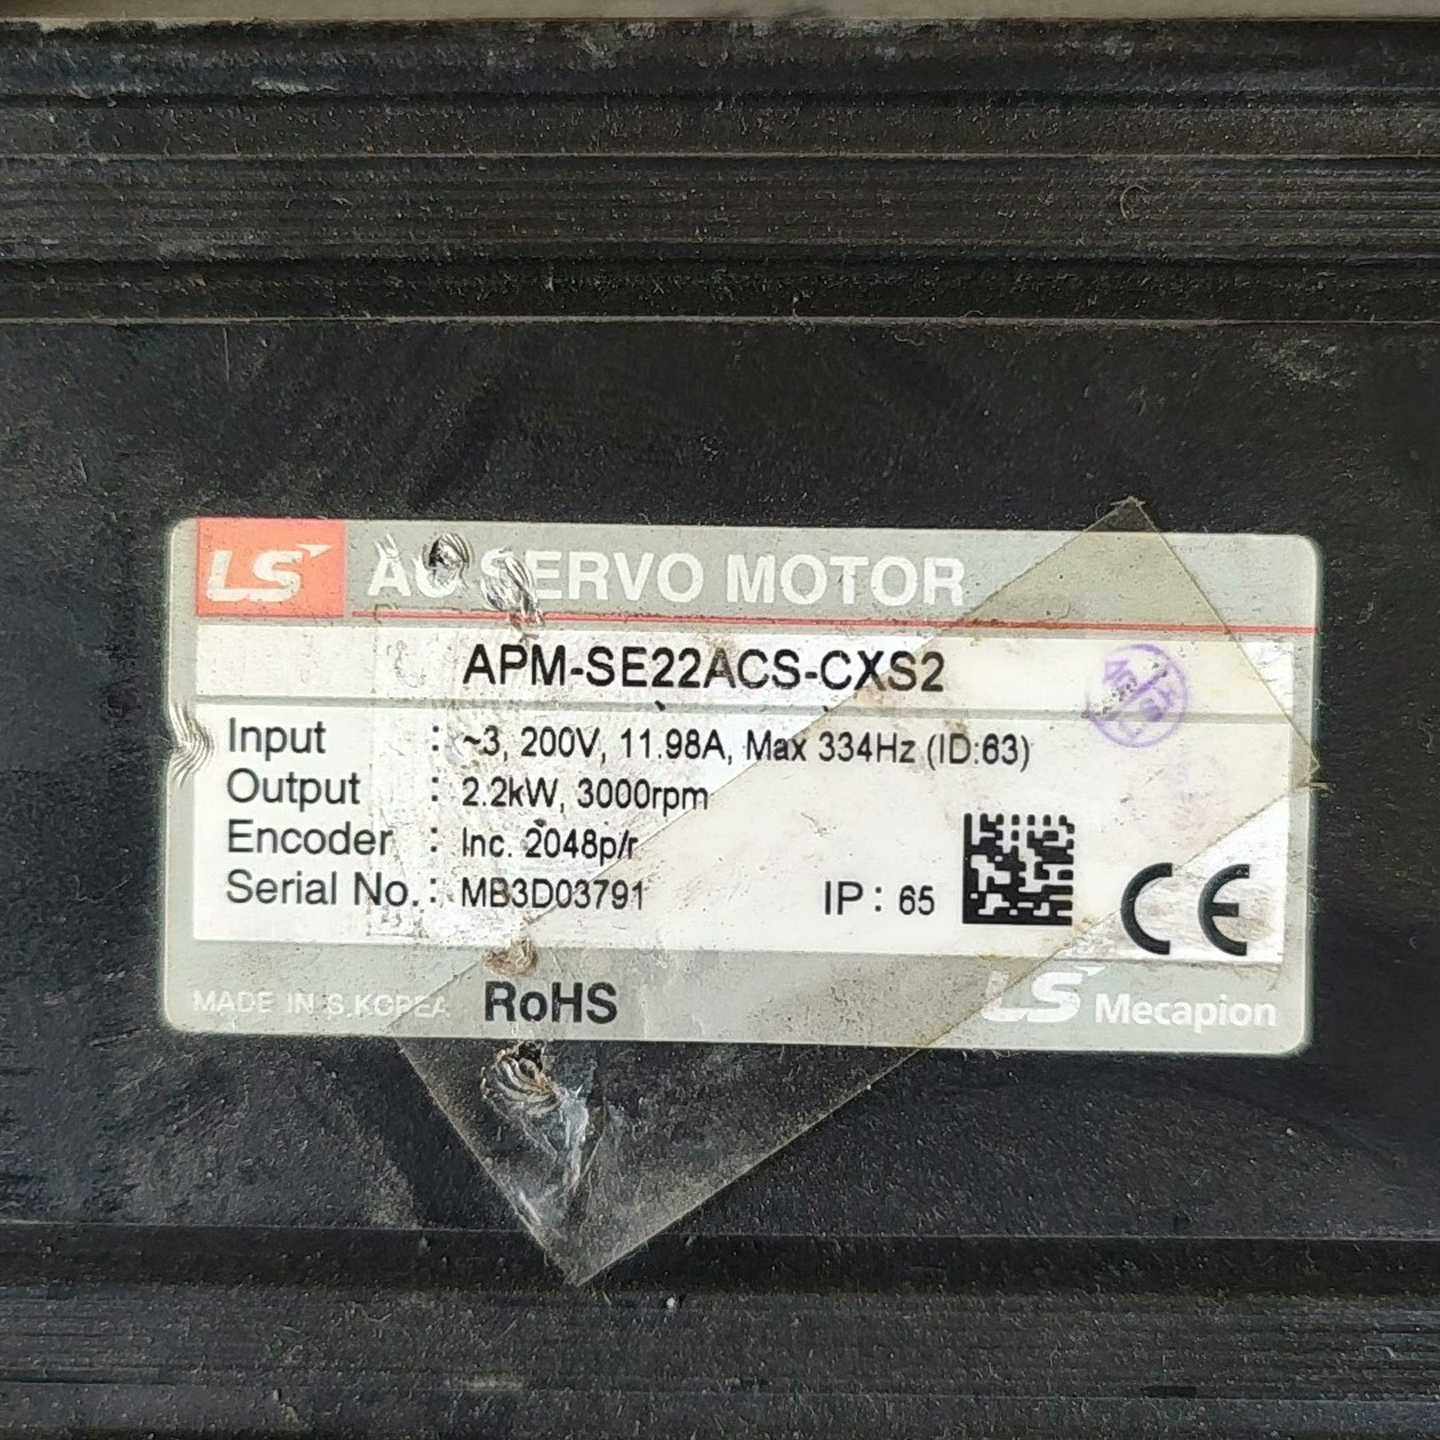 LS AC SERVO MOTOR
APM-SE22ACS-CXS2
Input : ~3, 200V, 11.98A, Max 334Hz (ID:63)
Output : 2.2kW, 3000rpm
Encoder : Inc. 2048p/r
Serial No. : MB3D03791 IP : 65 CE
MADE IN S.KOREA RoHS LS Mecapion